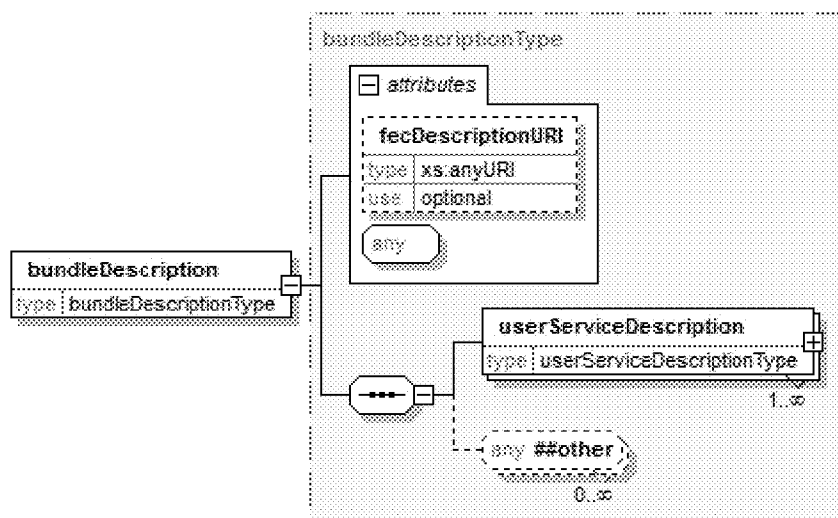 bundleDescriptionType
attributes
fecDescriptionURI
type xs:anyURI
use optional
any
bundleDescription
type bundleDescriptionType
userServiceDescription
type userServiceDescriptionType
1..∞
any ##other
0..∞